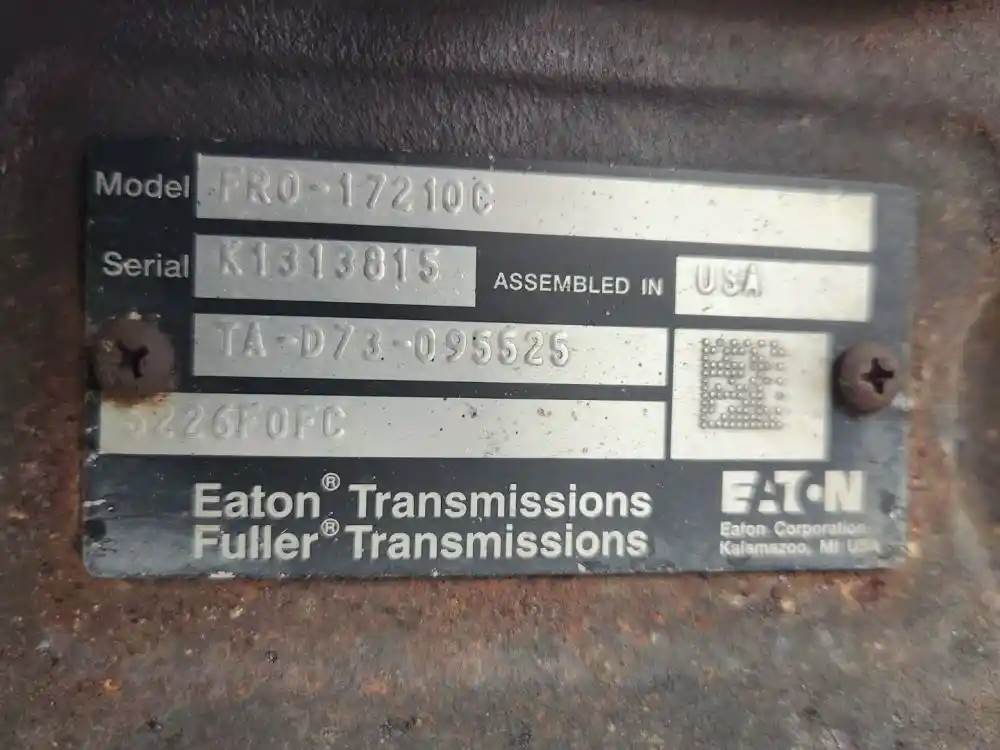 Model FRO-17210C
Serial K1313815 ASSEMBLED IN USA
TA-D73-095525
Eaton® Transmissions
Fuller® Transmissions
EATON
Eaton Corporation
Kalamazoo, MI USA